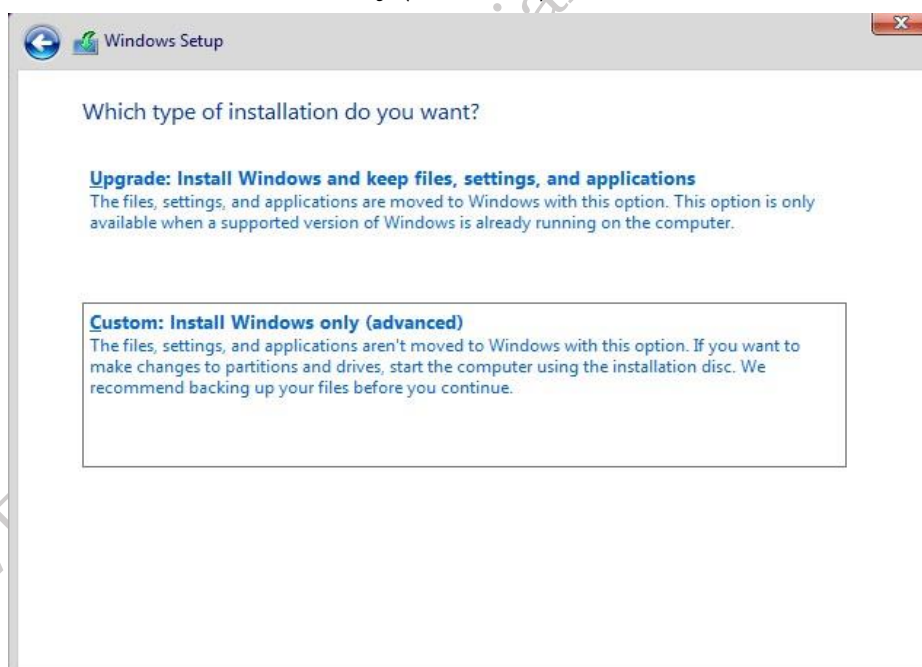 Windows Setup
Which type of installation do you want?
Upgrade: Install Windows and keep files, settings, and applications
The files, settings, and applications are moved to Windows with this option. This option is only
available when a supported version of Windows is already running on the computer.
Custom: Install Windows only (advanced)
The files, settings, and applications aren't moved to Windows with this option. If you want to
make changes to partitions and drives, start the computer using the installation disc. We
recommend backing up your files before you continue.